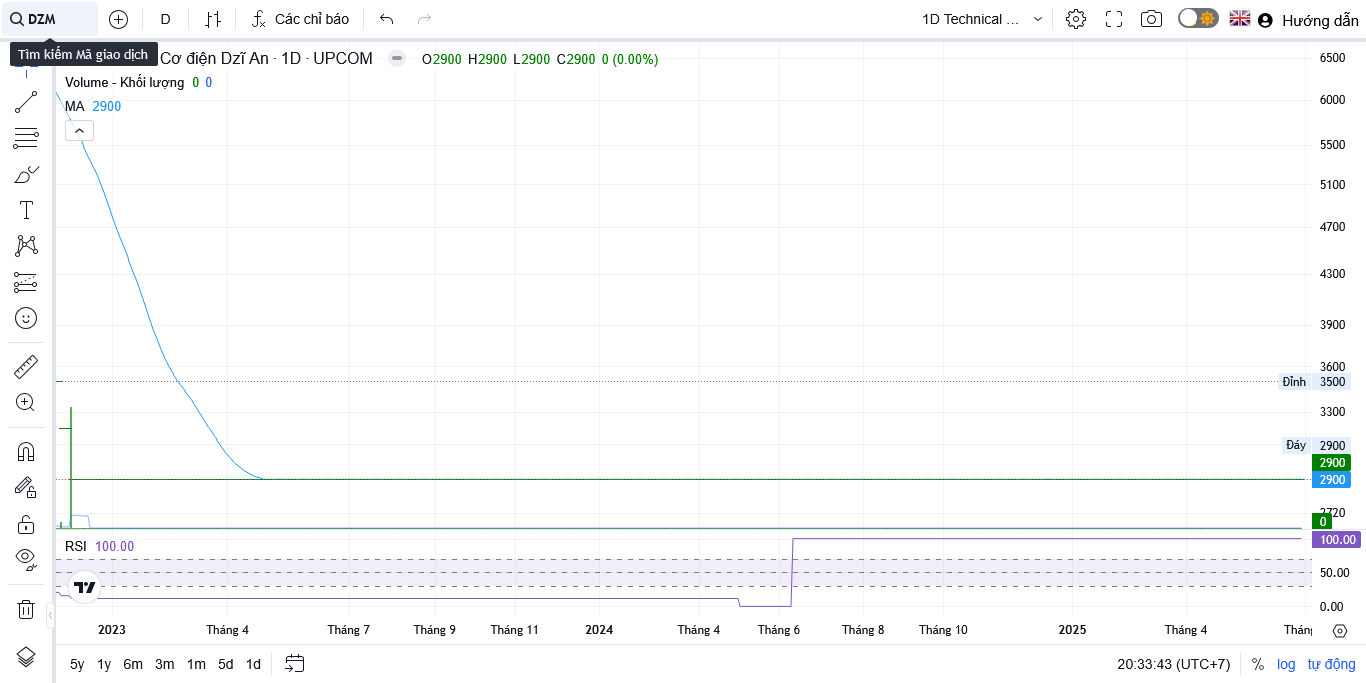 DZM
D
Các chỉ báo
1D Technical ...
Hướng dẫn
Tìm kiếm Mã giao dịch
Cơ điện Dzĩ An · 1D · UPCOM
O2900 H2900 L2900 C2900 0 (0.00%)
Volume - Khối lượng 0 0
MA 2900
6500
6000
5500
5100
4700
4300
3900
3600
Đỉnh 3500
3300
Đáy 2900
2900
2900
2720
0
RSI 100.00
100.00
50.00
0.00
2023 Tháng 4 Tháng 7 Tháng 9 Tháng 11 2024 Tháng 4 Tháng 6 Tháng 8 Tháng 10 2025 Tháng 4 Tháng
5y 1y 6m 3m 1m 5d 1d
20:33:43 (UTC+7) % log tự động